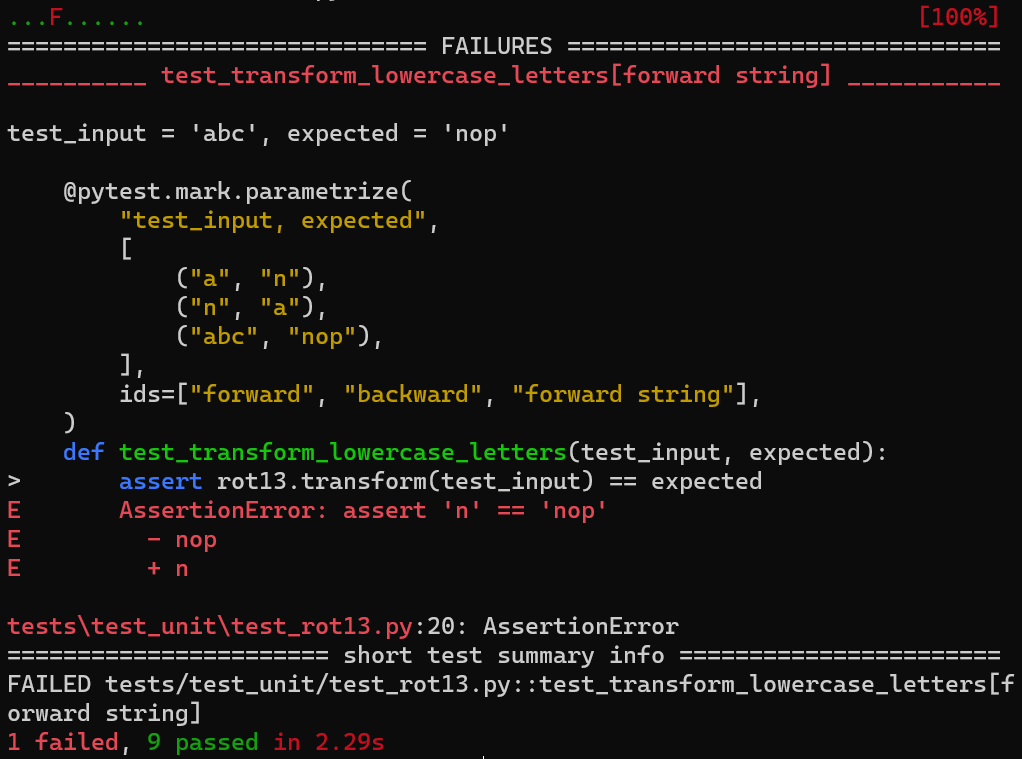 ...F......                                                       [100%]
============================== FAILURES ===============================
__________ test_transform_lowercase_letters[forward string] ___________

test_input = 'abc', expected = 'nop'

    @pytest.mark.parametrize(
        "test_input, expected",
        [
            ("a", "n"),
            ("n", "a"),
            ("abc", "nop"),
        ],
        ids=["forward", "backward", "forward string"],
    )
    def test_transform_lowercase_letters(test_input, expected):
>       assert rot13.transform(test_input) == expected
E       AssertionError: assert 'n' == 'nop'
E         - nop
E         + n

tests\test_unit\test_rot13.py:20: AssertionError
======================= short test summary info =======================
FAILED tests/test_unit/test_rot13.py::test_transform_lowercase_letters[f
orward string]
1 failed, 9 passed in 2.29s